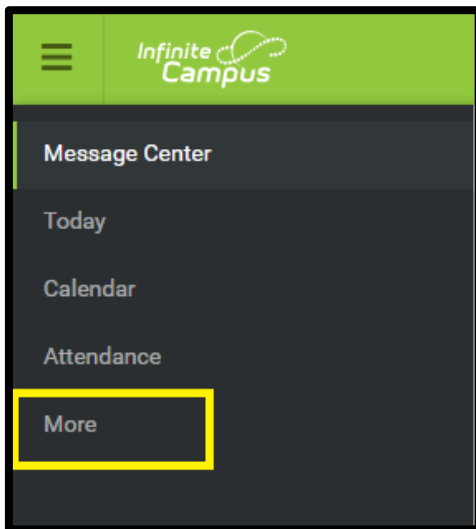 Infinite
Campus
Message Center
Today
Calendar
Attendance
More